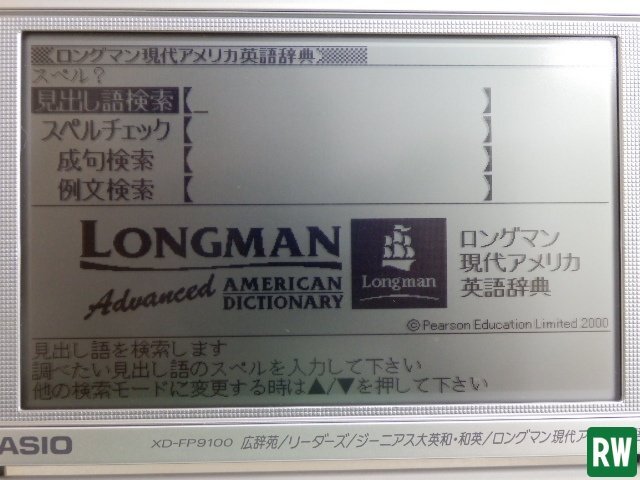 ロングマン現代アメリカ英語辞典
スペル？
見出し語検索【_ 】
スペルチェック【 】
成句検索【 】
例文検索【 】
LONGMAN
Advanced AMERICAN
DICTIONARY
Longman
ロングマン
現代アメリカ
英語辞典
©Pearson Education Limited 2000
見出し語を検索します
調べたい見出し語のスペルを入力して下さい
他の検索モードに変更する時は▲/▼を押して下さい
ASIO XD-FP9100 広辞苑/リーダーズ/ジーニアス大英和・和英/ロングマン現代ア
RW